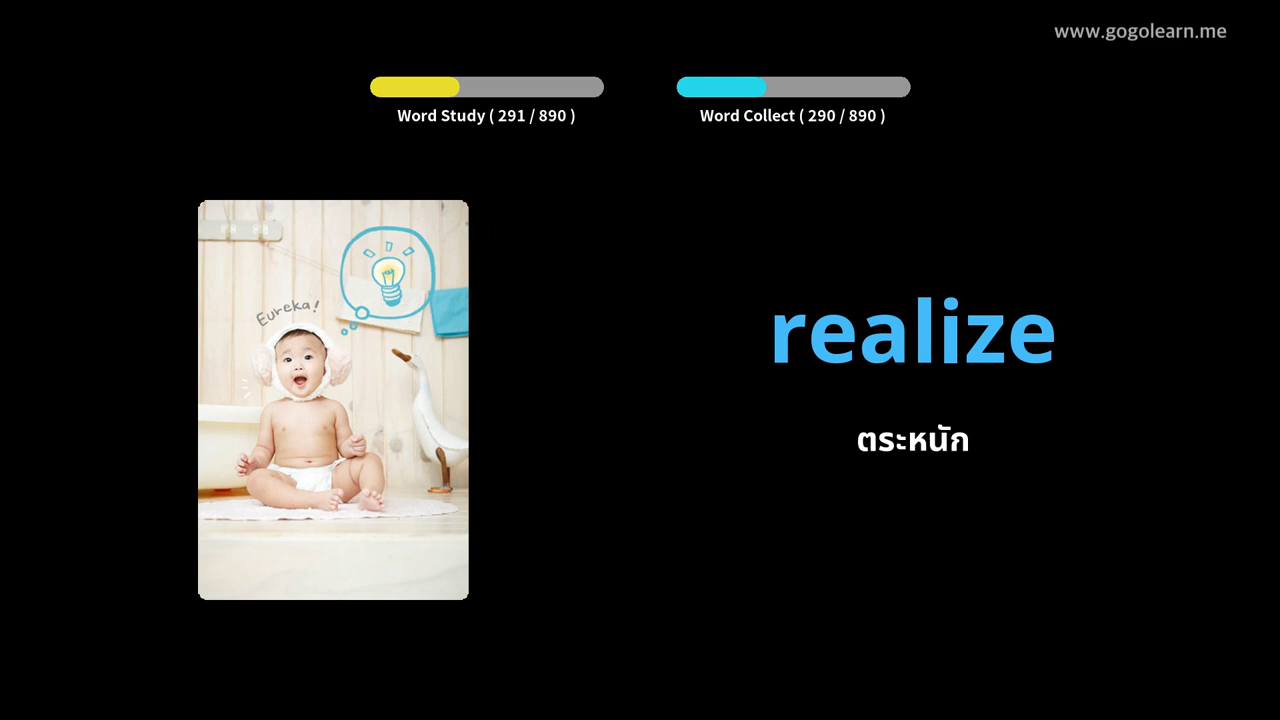 www.gogolearn.me
Word Study ( 291 / 890 )
Word Collect ( 290 / 890 )
Eureka!
realize
ตระหนัก